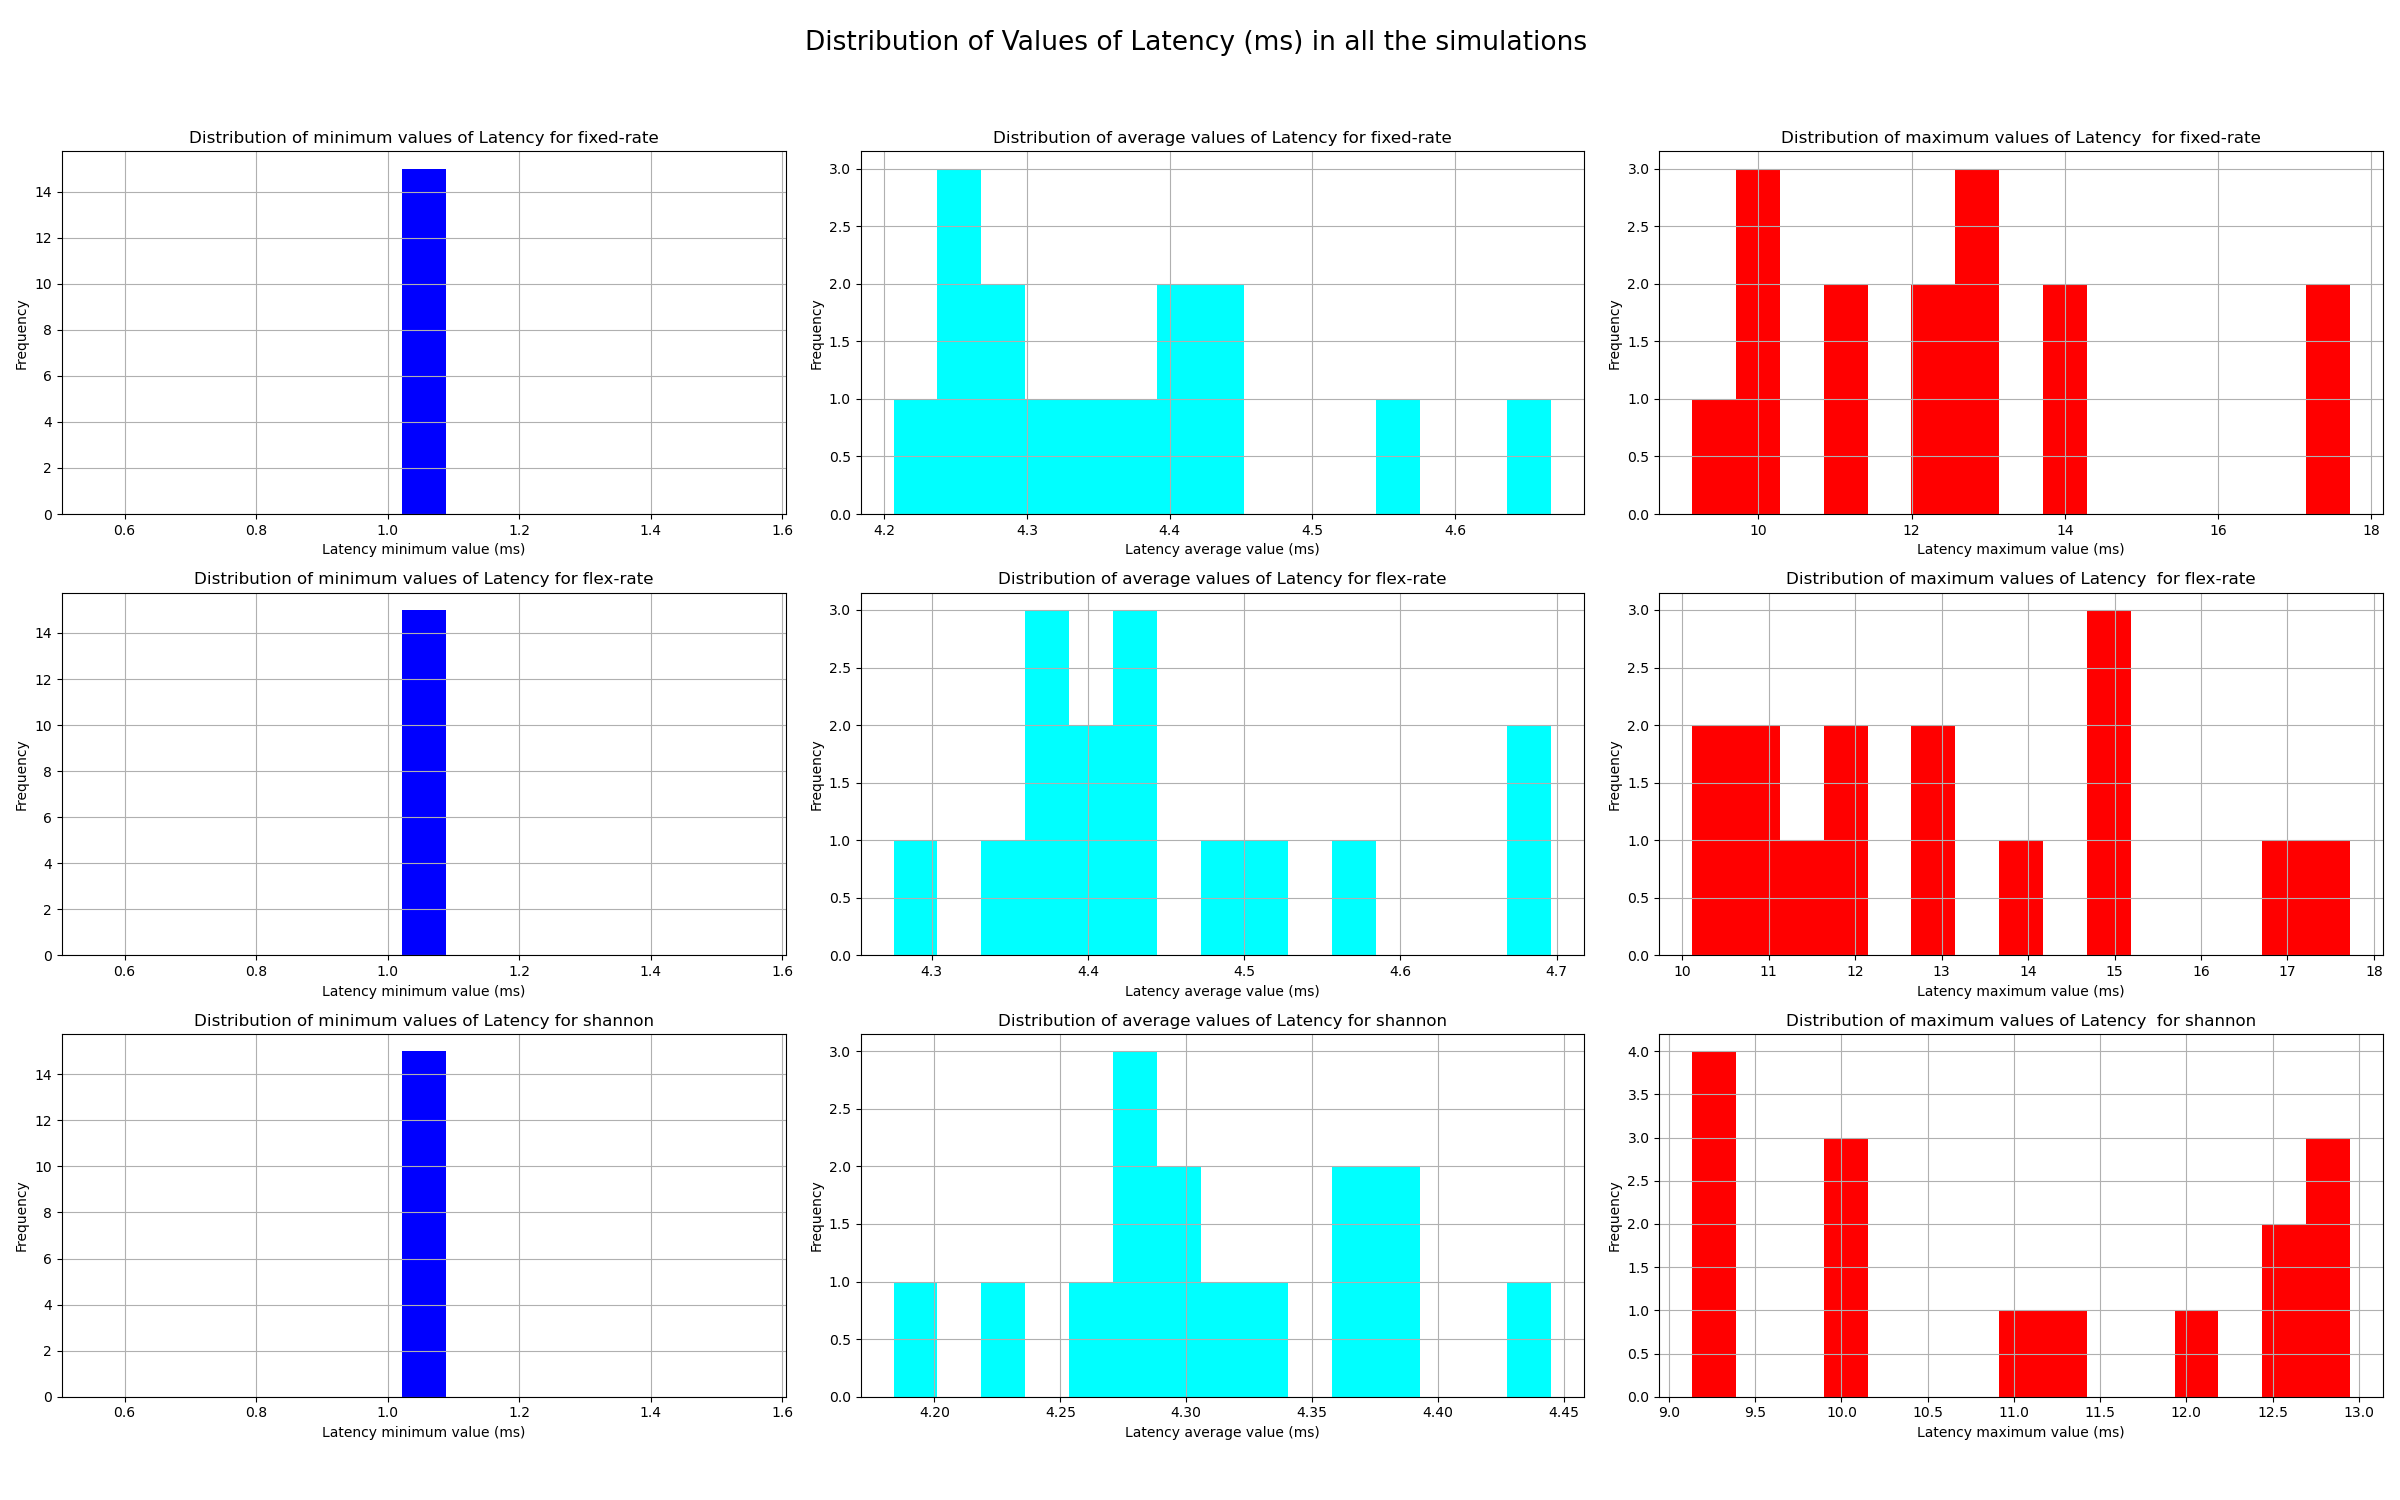 Distribution of Values of Latency (ms) in all the simulations
Distribution of minimum values of Latency for fixed-rate
Frequency
14
12
10
8
6
4
2
0
0.6 0.8 1.0 1.2 1.4 1.6
Latency minimum value (ms)
Distribution of average values of Latency for fixed-rate
Frequency
3.0
2.5
2.0
1.5
1.0
0.5
0.0
4.2 4.3 4.4 4.5 4.6
Latency average value (ms)
Distribution of maximum values of Latency  for fixed-rate
Frequency
3.0
2.5
2.0
1.5
1.0
0.5
0.0
10 12 14 16 18
Latency maximum value (ms)
Distribution of minimum values of Latency for flex-rate
Frequency
14
12
10
8
6
4
2
0
0.6 0.8 1.0 1.2 1.4 1.6
Latency minimum value (ms)
Distribution of average values of Latency for flex-rate
Frequency
3.0
2.5
2.0
1.5
1.0
0.5
0.0
4.3 4.4 4.5 4.6 4.7
Latency average value (ms)
Distribution of maximum values of Latency  for flex-rate
Frequency
3.0
2.5
2.0
1.5
1.0
0.5
0.0
10 11 12 13 14 15 16 17 18
Latency maximum value (ms)
Distribution of minimum values of Latency for shannon
Frequency
14
12
10
8
6
4
2
0
0.6 0.8 1.0 1.2 1.4 1.6
Latency minimum value (ms)
Distribution of average values of Latency for shannon
Frequency
3.0
2.5
2.0
1.5
1.0
0.5
0.0
4.20 4.25 4.30 4.35 4.40 4.45
Latency average value (ms)
Distribution of maximum values of Latency  for shannon
Frequency
4.0
3.5
3.0
2.5
2.0
1.5
1.0
0.5
0.0
9.0 9.5 10.0 10.5 11.0 11.5 12.0 12.5 13.0
Latency maximum value (ms)